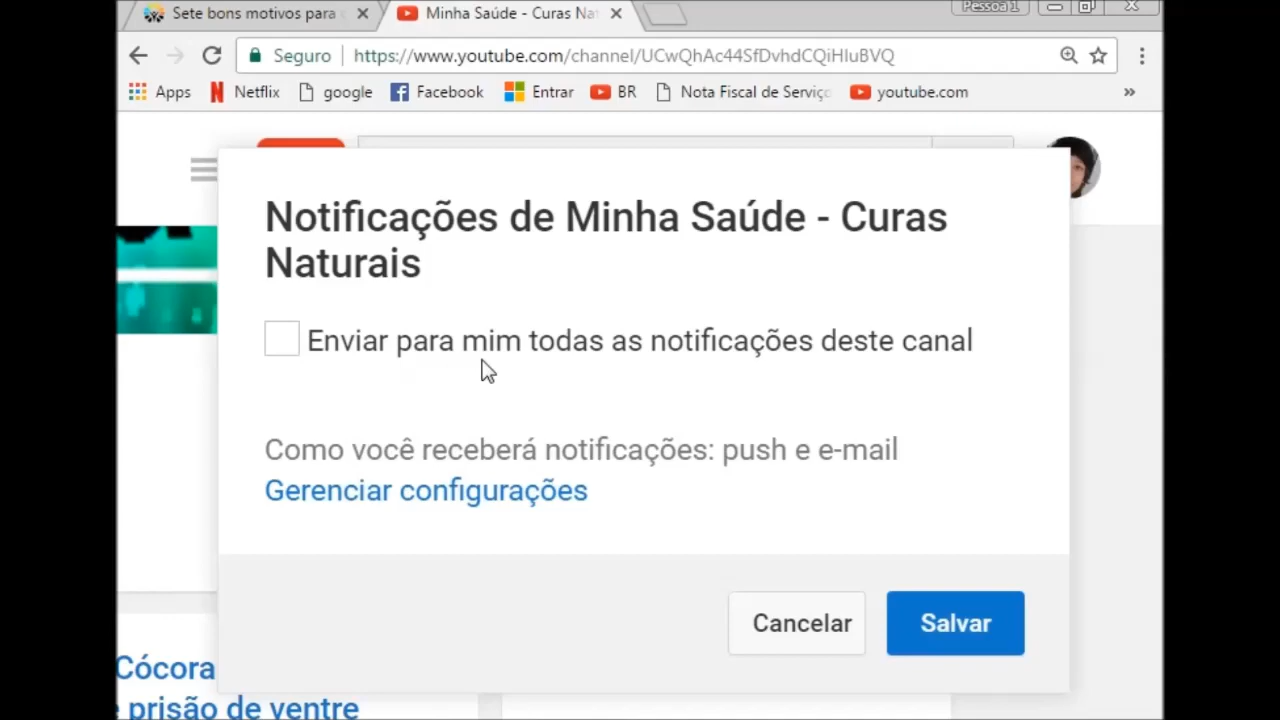 Sete bons motivos para
Minha Saúde - Curas Nat
Pessoa 1
Seguro
https://www.youtube.com/channel/UCwQhAc44SfDvhdCQiHIuBVQ
Apps
Netflix
google
Facebook
Entrar
BR
Nota Fiscal de Serviço
youtube.com
»
Notificações de Minha Saúde - Curas
Naturais
Enviar para mim todas as notificações deste canal
Como você receberá notificações: push e e-mail
Gerenciar configurações
Cancelar
Salvar
Cócora
prisão de ventre